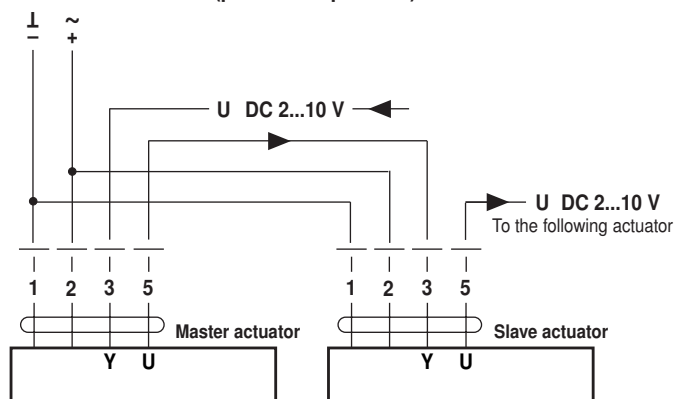 ⊥ ~
– +
U DC 2...10 V
U DC 2...10 V
To the following actuator
1 2 3 5
1 2 3 5
Master actuator
Slave actuator
Y U
Y U